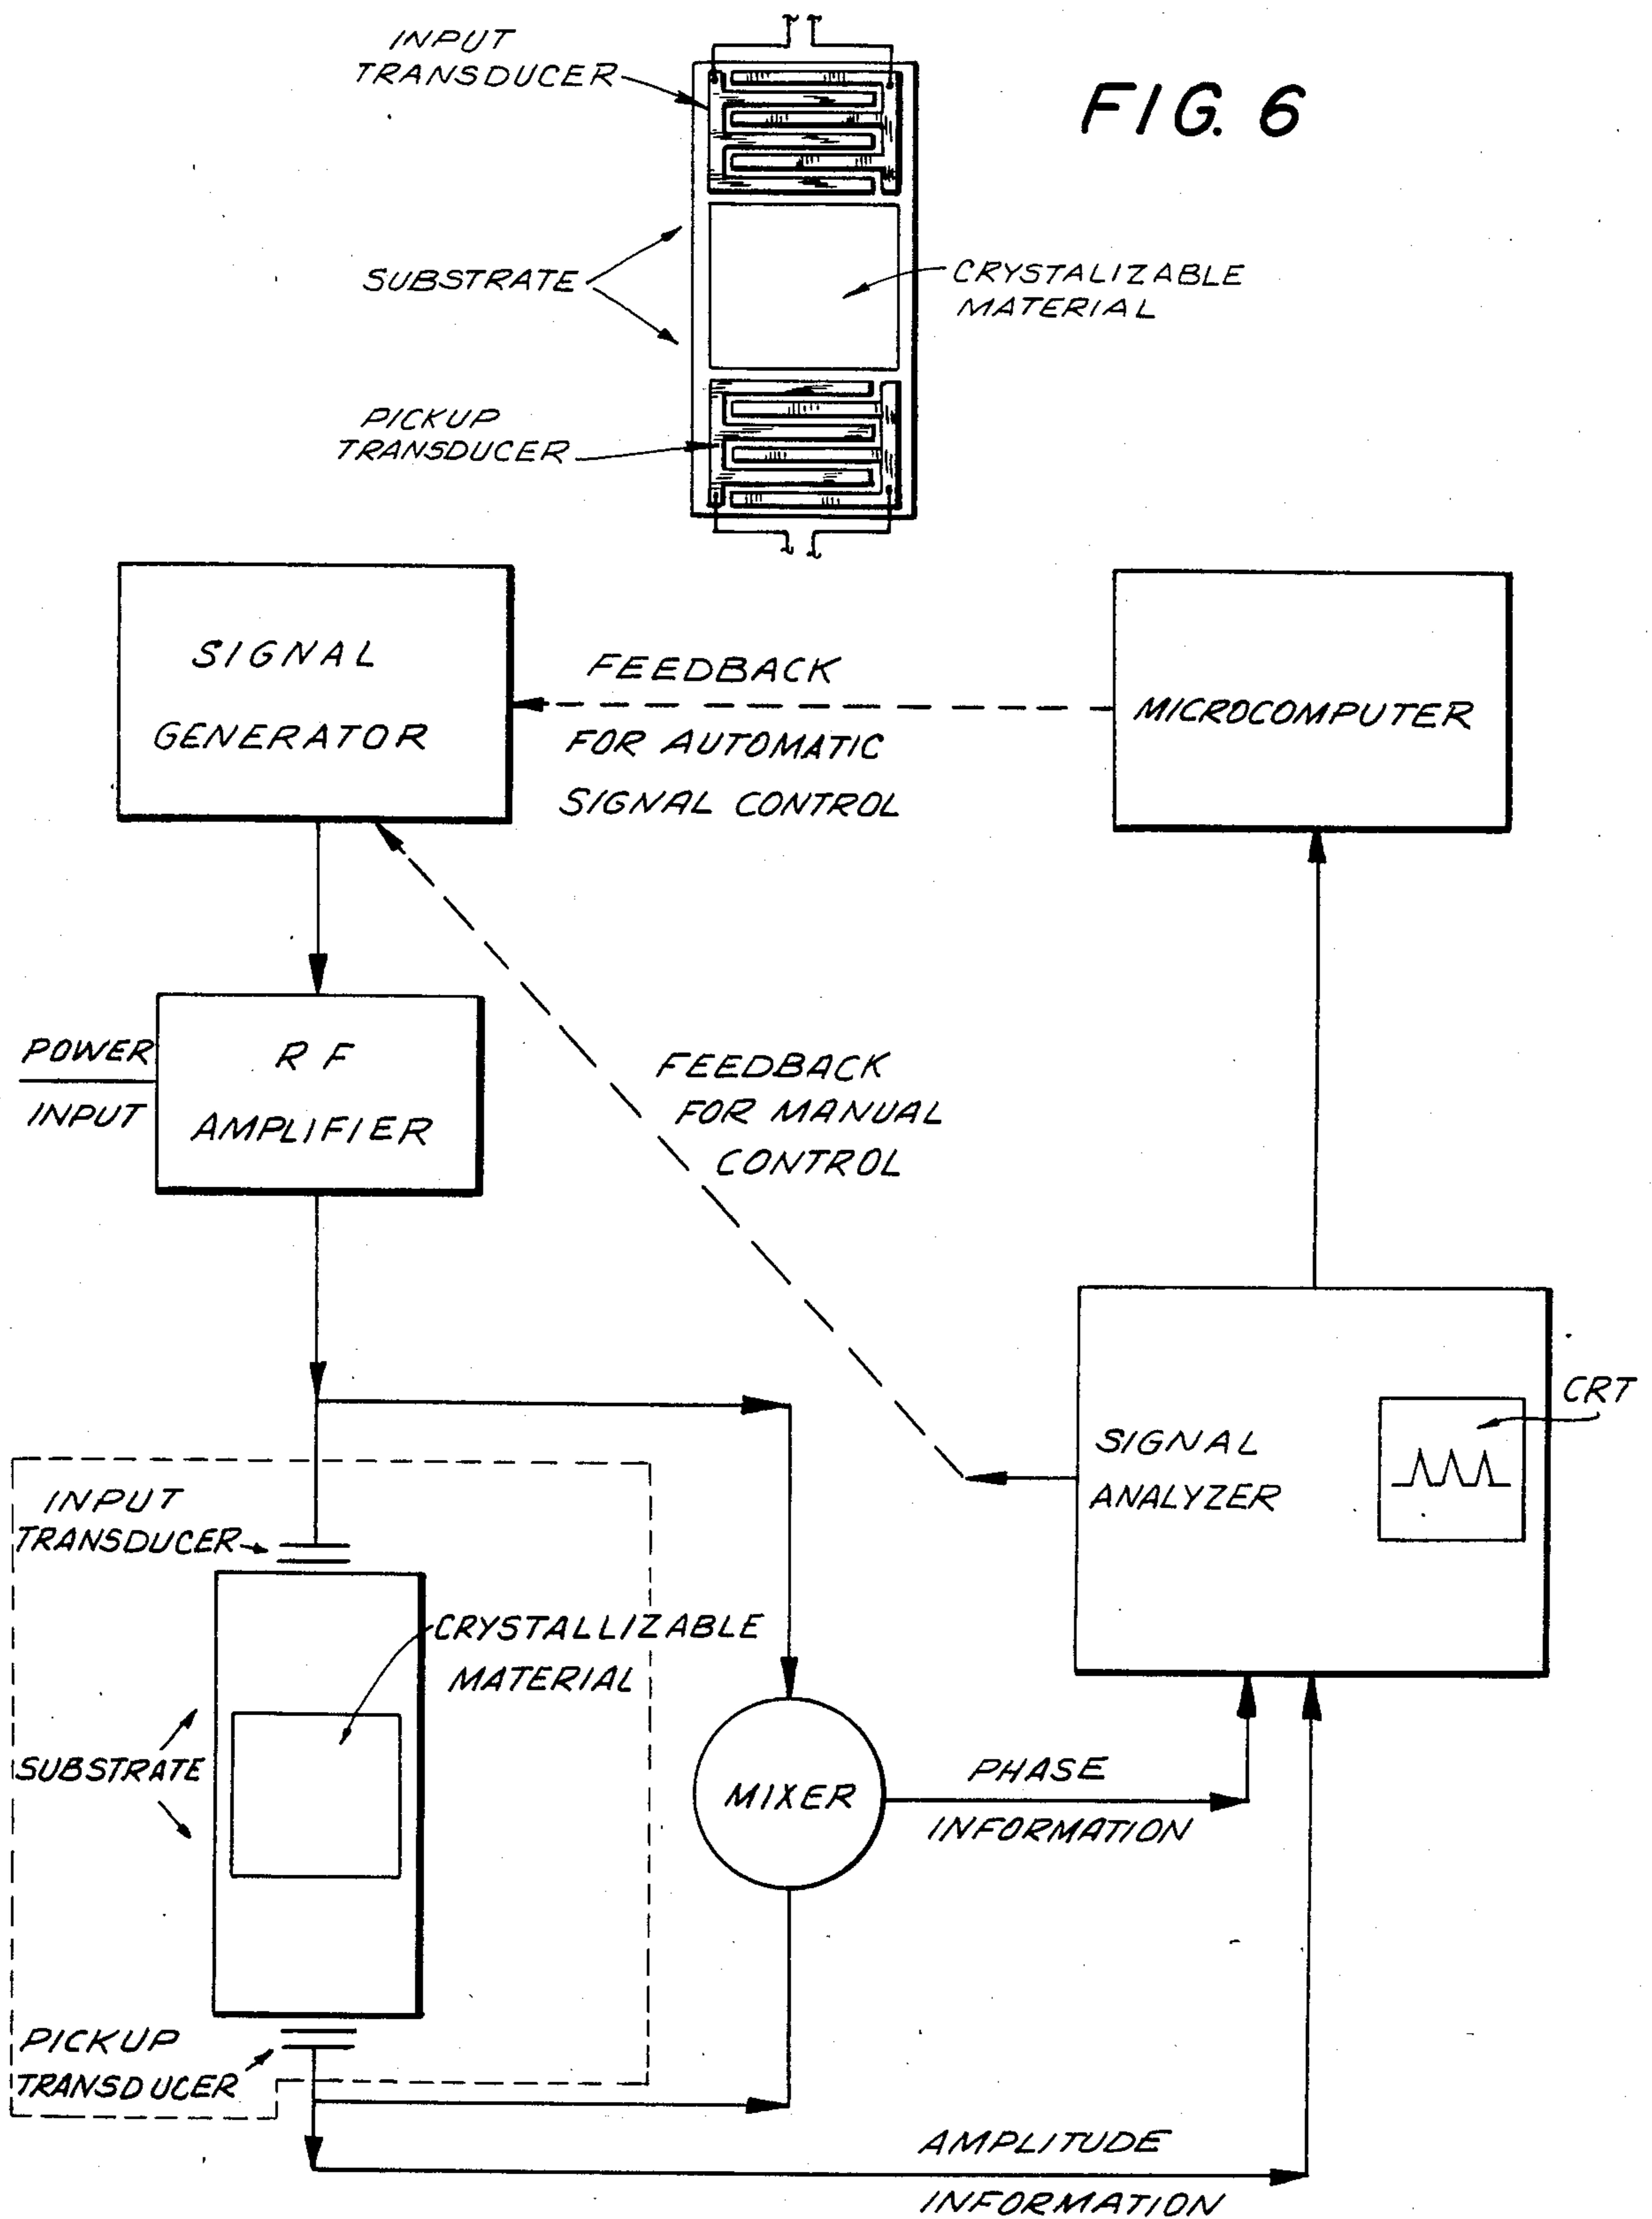 INPUT
TRANSDUCER
FIG. 6
SUBSTRATE
CRYSTALIZABLE
MATERIAL
PICKUP
TRANSDUCER
SIGNAL
GENERATOR
FEEDBACK
FOR AUTOMATIC
SIGNAL CONTROL
MICROCOMPUTER
POWER
INPUT
RF
AMPLIFIER
FEEDBACK
FOR MANUAL
CONTROL
SIGNAL
ANALYZER
CRT
INPUT
TRANSDUCER
CRYSTALLIZABLE
MATERIAL
SUBSTRATE
MIXER
PHASE
INFORMATION
PICKUP
TRANSDUCER
AMPLITUDE
INFORMATION